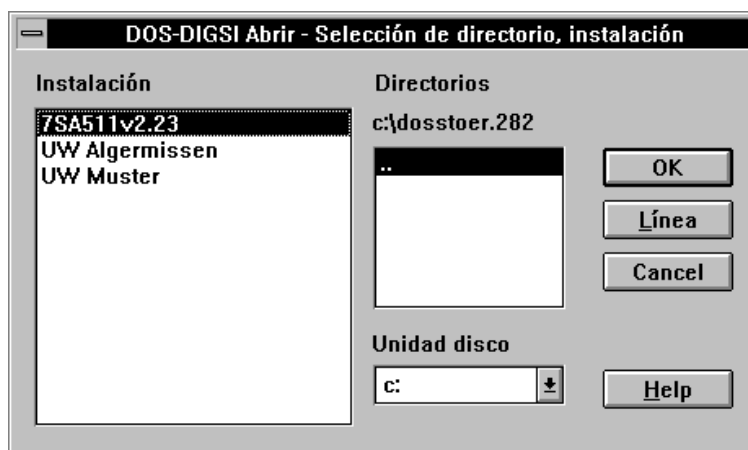 DOS-DIGSI Abrir - Selección de directorio, instalación
Instalación
7SA511v2.23
UW Algermissen
UW Muster
Directorios
c:\dosstoer.282
..
OK
Línea
Cancel
Unidad disco
c:
Help